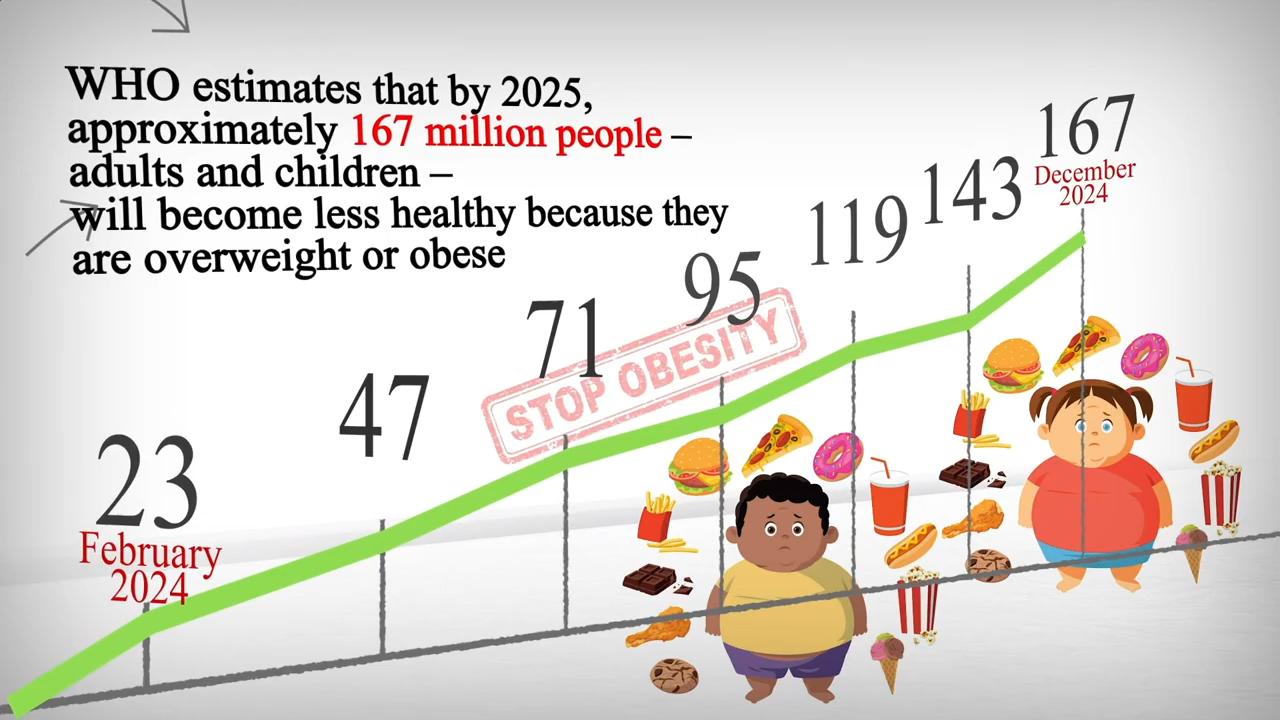 WHO estimates that by 2025,
approximately 167 million people –
adults and children –
will become less healthy because they
are overweight or obese
23
February
2024
47
71
STOP OBESITY
95
119
143
167
December
2024